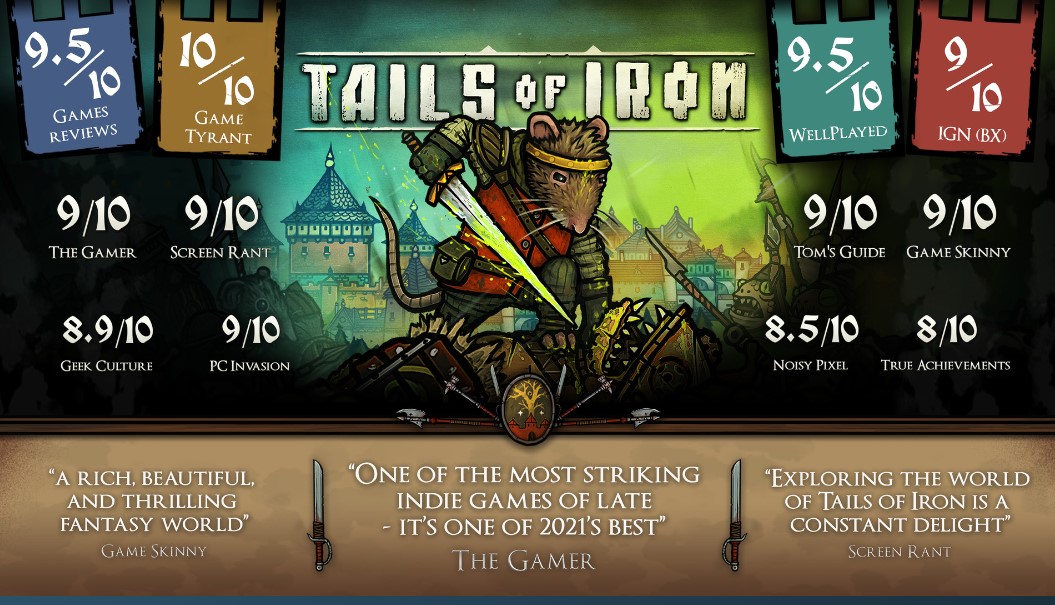 9.5/10
GAMES
REVIEWS
10/10
GAME
TYRANT
TAILS OF IRON
9.5/10
WELLPLAYED
9/10
IGN (BX)
9/10
THE GAMER
9/10
SCREEN RANT
9/10
TOM'S GUIDE
9/10
GAME SKINNY
8.9/10
GEEK CULTURE
9/10
PC INVASION
8.5/10
NOISY PIXEL
8/10
TRUE ACHIEVEMENTS
“A RICH, BEAUTIFUL,
AND THRILLING
FANTASY WORLD”
GAME SKINNY
“ONE OF THE MOST STRIKING
INDIE GAMES OF LATE
- IT'S ONE OF 2021'S BEST”
THE GAMER
“EXPLORING THE WORLD
OF TAILS OF IRON IS A
CONSTANT DELIGHT”
SCREEN RANT